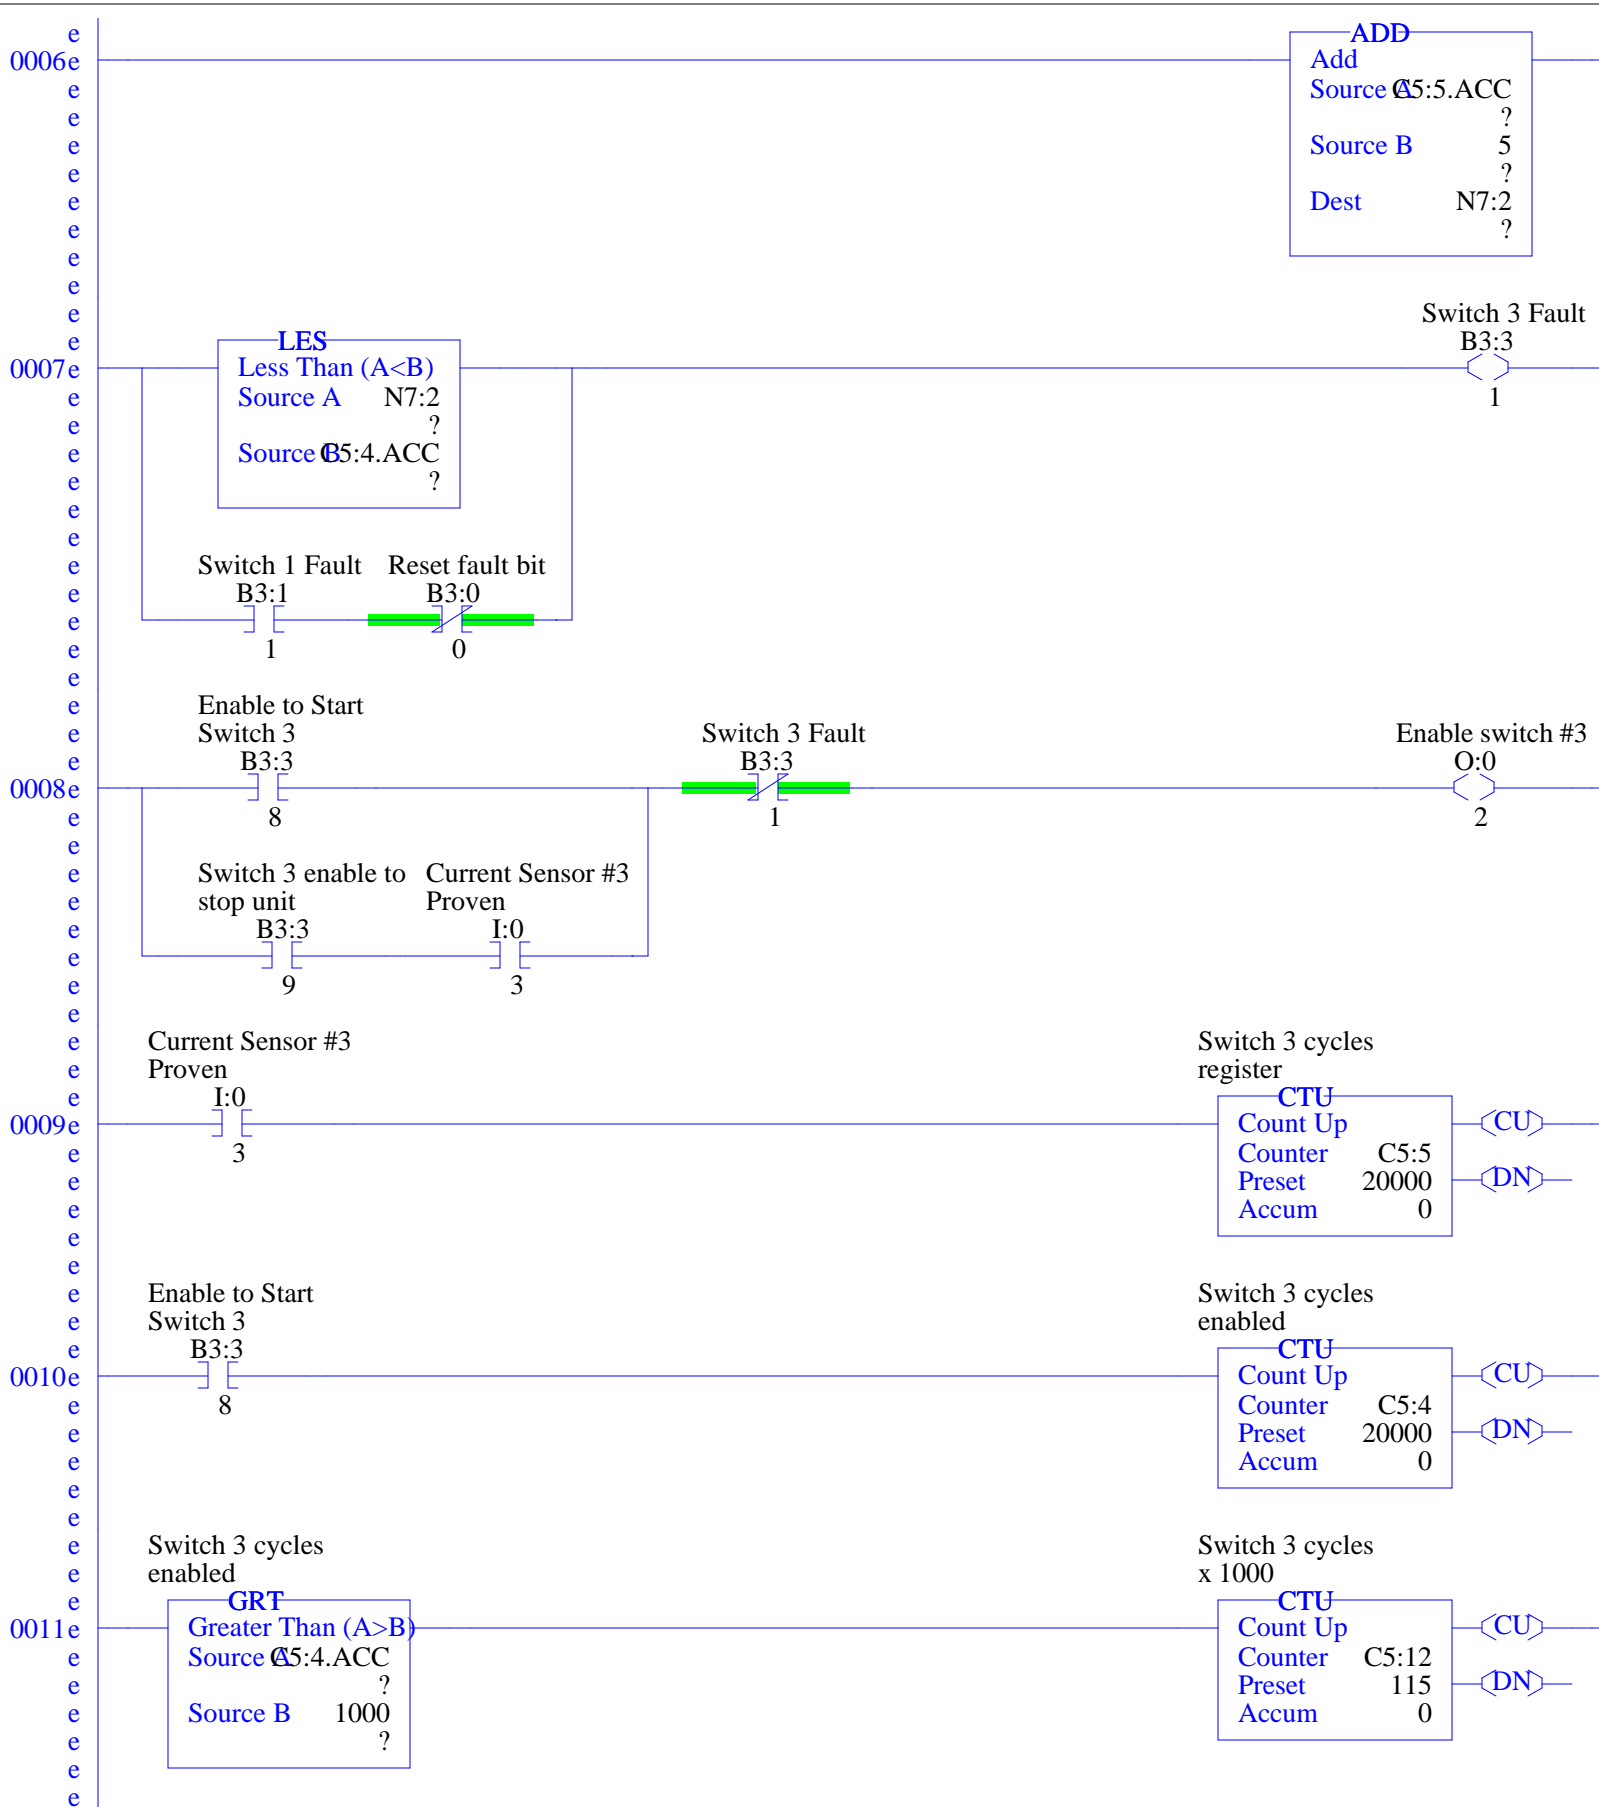 e
ADD
0006e
Add
e
Source A C5:5.ACC
e
?
e
Source B 5
e
?
e
Dest N7:2
e
?
e
e
e
Switch 3 Fault
e
LES
B3:3
0007e
Less Than (A<B)
e
Source A N7:2
1
e
?
e
Source B C5:4.ACC
e
?
e
e
e
Switch 1 Fault Reset fault bit
e
B3:1 B3:0
e
e
1 0
e
e
Enable to Start
e
Switch 3
Switch 3 Fault
Enable switch #3
e
B3:3
B3:3
O:0
0008e
e
8
1
2
e
e
Switch 3 enable to
Current Sensor #3
e
stop unit
Proven
e
B3:3
I:0
e
e
9
3
e
e
Current Sensor #3
Switch 3 cycles
e
Proven
register
e
I:0
CTU
0009e
Count Up
CU
e
3
Counter C5:5
e
Preset 20000
DN
e
Accum 0
e
e
e
Enable to Start
Switch 3 cycles
e
Switch 3
enabled
e
B3:3
CTU
0010e
Count Up
CU
e
8
Counter C5:4
e
Preset 20000
DN
e
Accum 0
e
e
e
Switch 3 cycles
Switch 3 cycles
e
enabled
x 1000
e
GRT
CTU
0011e
Greater Than (A>B)
Count Up
CU
e
Source A C5:4.ACC
Counter C5:12
e
?
Preset 115
DN
e
Source B 1000
Accum 0
e
?
e
e